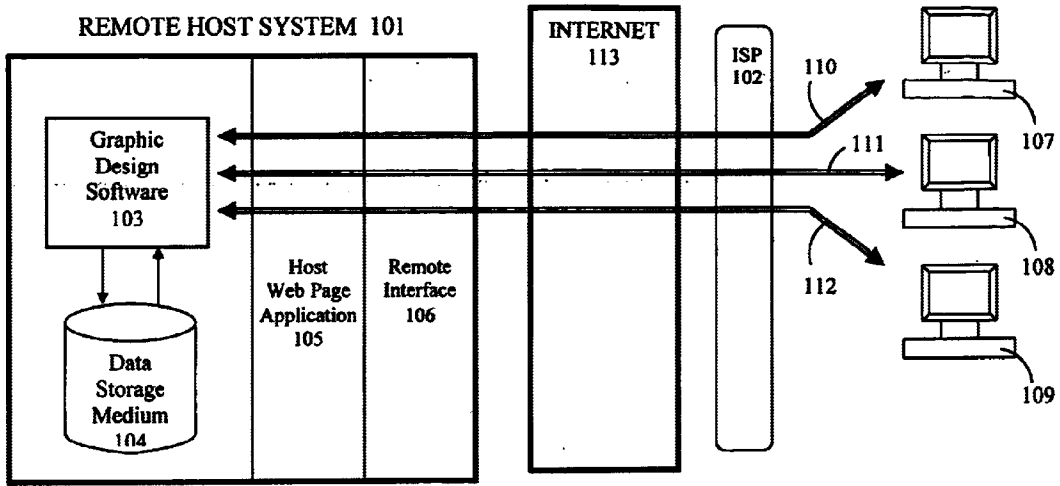 REMOTE HOST SYSTEM 101
INTERNET
113
ISP
102
110
107
Graphic
Design
Software
103
111
108
Host
Web Page
Application
105
Remote
Interface
106
112
Data
Storage
Medium
104
109